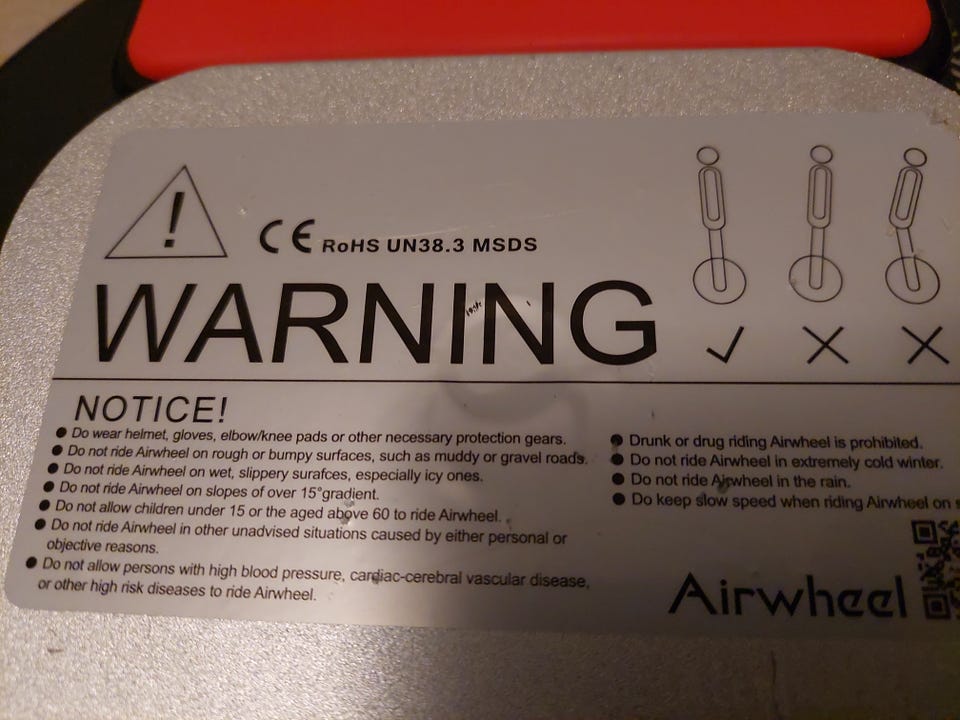 !
CE RoHS UN38.3 MSDS
WARNING
NOTICE!
● Do wear helmet, gloves, elbow/knee pads or other necessary protection gears.
● Do not ride Airwheel on rough or bumpy surfaces, such as muddy or gravel roads.
● Do not ride Airwheel on wet, slippery surafces, especially icy ones.
● Do not ride Airwheel on slopes of over 15°gradient.
● Do not allow children under 15 or the aged above 60 to ride Airwheel.
● Do not ride Airwheel in other unadvised situations caused by either personal or
objective reasons.
● Do not allow persons with high blood pressure, cardiac-cerebral vascular disease,
or other high risk diseases to ride Airwheel.
● Drunk or drug riding Airwheel is prohibited.
● Do not ride Airwheel in extremely cold winter.
● Do not ride Airwheel in the rain.
● Do keep slow speed when riding Airwheel on
Airwheel